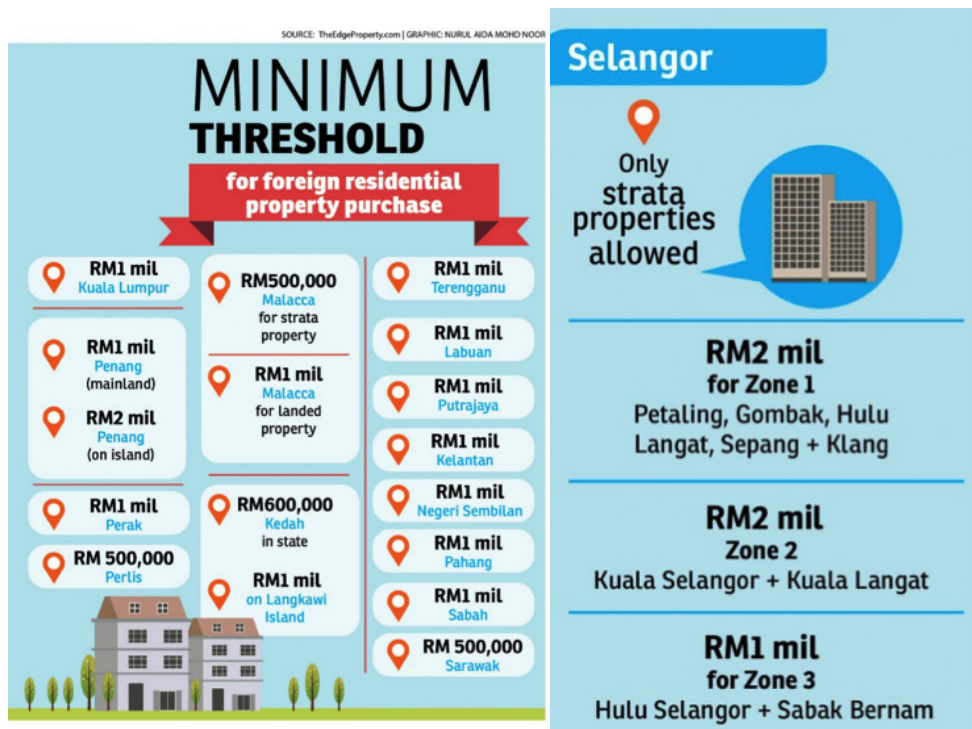 SOURCE: TheEdgeProperty.com | GRAPHIC: NURUL AIDA MOHD NOOR
MINIMUM
THRESHOLD
for foreign residential
property purchase
RM1 mil
Kuala Lumpur
RM1 mil
Penang
(mainland)
RM2 mil
Penang
(on island)
RM1 mil
Perak
RM 500,000
Perlis
RM500,000
Malacca
for strata
property
RM1 mil
Malacca
for landed
property
RM600,000
Kedah
in state
RM1 mil
on Langkawi
Island
RM1 mil
Terengganu
RM1 mil
Labuan
RM1 mil
Putrajaya
RM1 mil
Kelantan
RM1 mil
Negeri Sembilan
RM1 mil
Pahang
RM1 mil
Sabah
RM 500,000
Sarawak
Selangor
Only
strata
properties
allowed
RM2 mil
for Zone 1
Petaling, Gombak, Hulu
Langat, Sepang + Klang
RM2 mil
Zone 2
Kuala Selangor + Kuala Langat
RM1 mil
for Zone 3
Hulu Selangor + Sabak Bernam